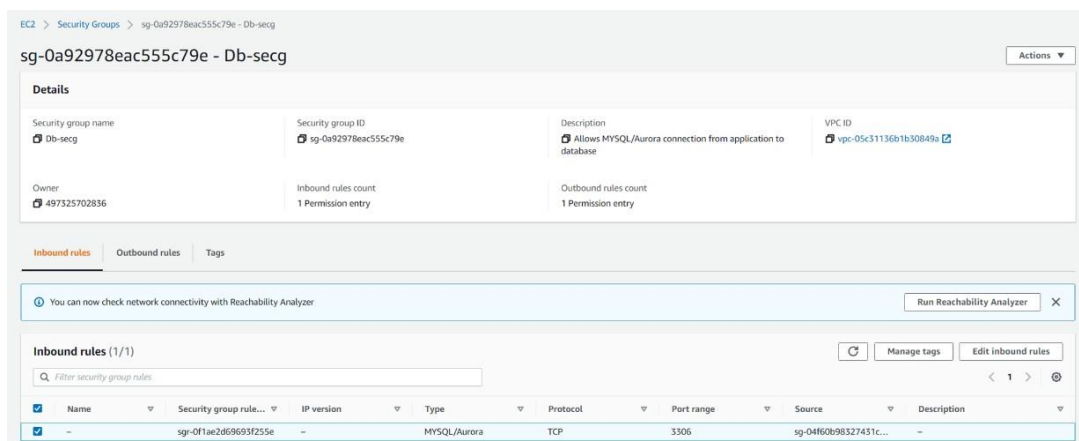 EC2 > Security Groups > sg-0a92978eac555c79e - Db-secg
sg-0a92978eac555c79e - Db-secg
Actions
Details
Security group name Security group ID Description VPC ID
Db-secg sg-0a92978eac555c79e Allows MYSQL/Aurora connection from application to vpc-05c31136b1b30849a
database
Owner Inbound rules count Outbound rules count
497325702836 1 Permission entry 1 Permission entry
Inbound rules Outbound rules Tags
You can now check network connectivity with Reachability Analyzer Run Reachability Analyzer
Inbound rules (1/1) Manage tags Edit inbound rules
Filter security group rules 1
Name Security group rule... IP version Type Protocol Port range Source Description
– sgr-0f1ae2d69693f255e – MYSQL/Aurora TCP 3306 sg-04f60b98327431c... –